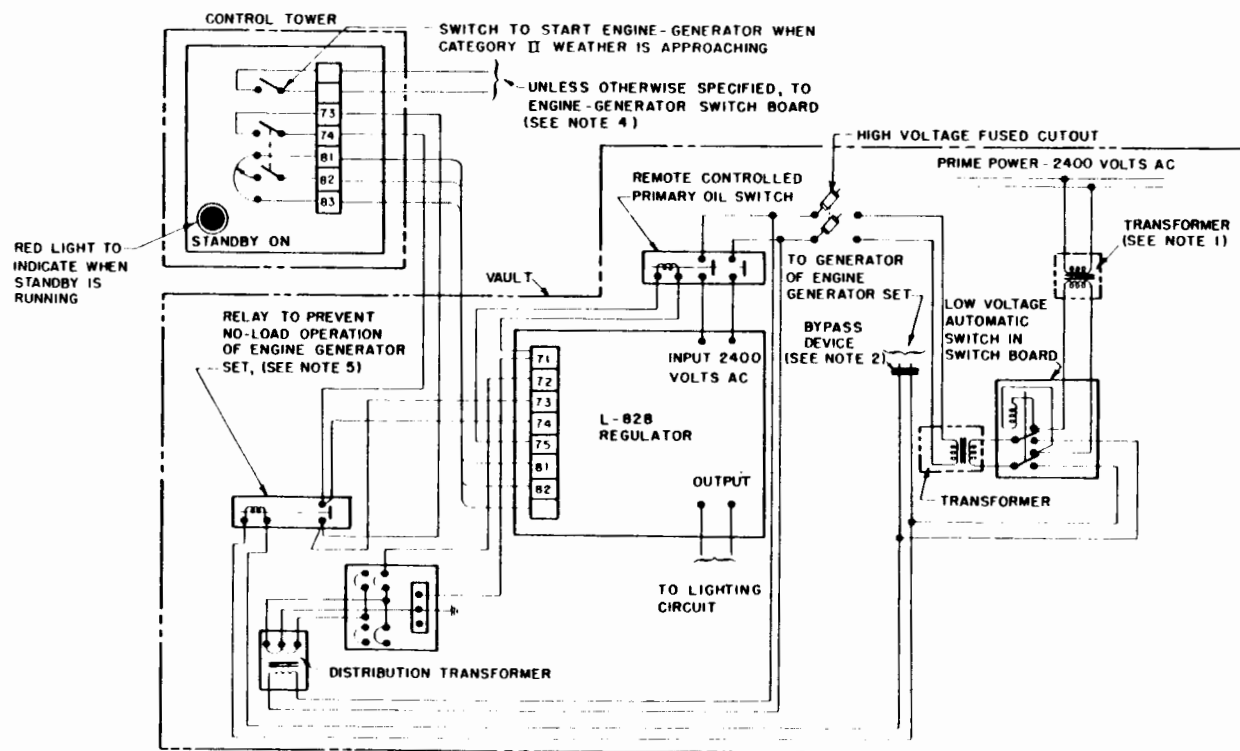 CONTROL TOWER
SWITCH TO START ENGINE-GENERATOR WHEN
CATEGORY II WEATHER IS APPROACHING
UNLESS OTHERWISE SPECIFIED, TO
ENGINE-GENERATOR SWITCH BOARD
(SEE NOTE 4)
73
74
81
82
83
STANDBY ON
RED LIGHT TO
INDICATE WHEN
STANDBY IS
RUNNING
HIGH VOLTAGE FUSED CUTOUT
PRIME POWER - 2400 VOLTS AC
REMOTE CONTROLLED
PRIMARY OIL SWITCH
TRANSFORMER
(SEE NOTE 1)
VAULT
TO GENERATOR
OF ENGINE
GENERATOR SET
LOW VOLTAGE
AUTOMATIC
SWITCH IN
SWITCH BOARD
BYPASS
DEVICE
(SEE NOTE 2)
RELAY TO PREVENT
NO-LOAD OPERATION
OF ENGINE GENERATOR
SET, (SEE NOTE 5)
INPUT 2400
VOLTS AC
71
72
73
74
75
81
82
L-828
REGULATOR
OUTPUT
TRANSFORMER
TO LIGHTING
CIRCUIT
DISTRIBUTION TRANSFORMER